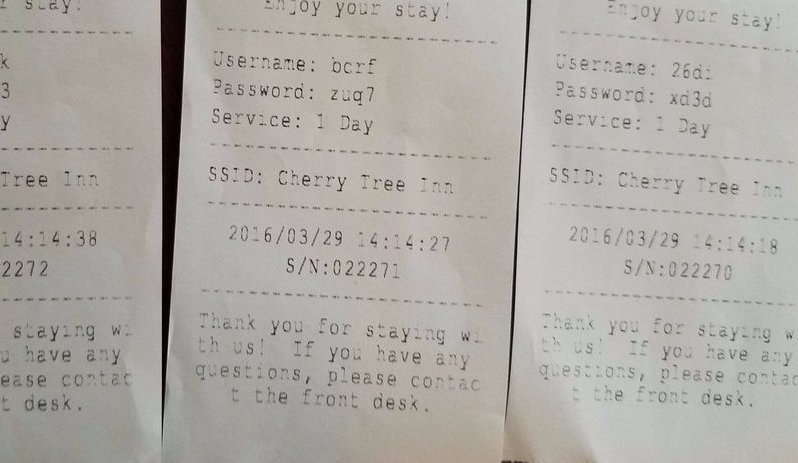 r stay!
k
3
y
Tree Inn
14:14:38
2272
staying wi
u have any
ease contac
t desk.
Enjoy your stay!
Username: bcrf
Password: zuq7
Service: 1 Day
SSID: Cherry Tree Inn
2016/03/29 14:14:27
S/N:022271
Thank you for staying wi
th us! If you have any
questions, please contac
t the front desk.
Enjoy your stay!
Username: 26di
Password: xd3d
Service: 1 Day
SSID: Cherry Tree Inn
2016/03/29 14:14:18
S/N:022270
Thank you for staying w
th us! If you have any
questions, please contac
t the front desk.